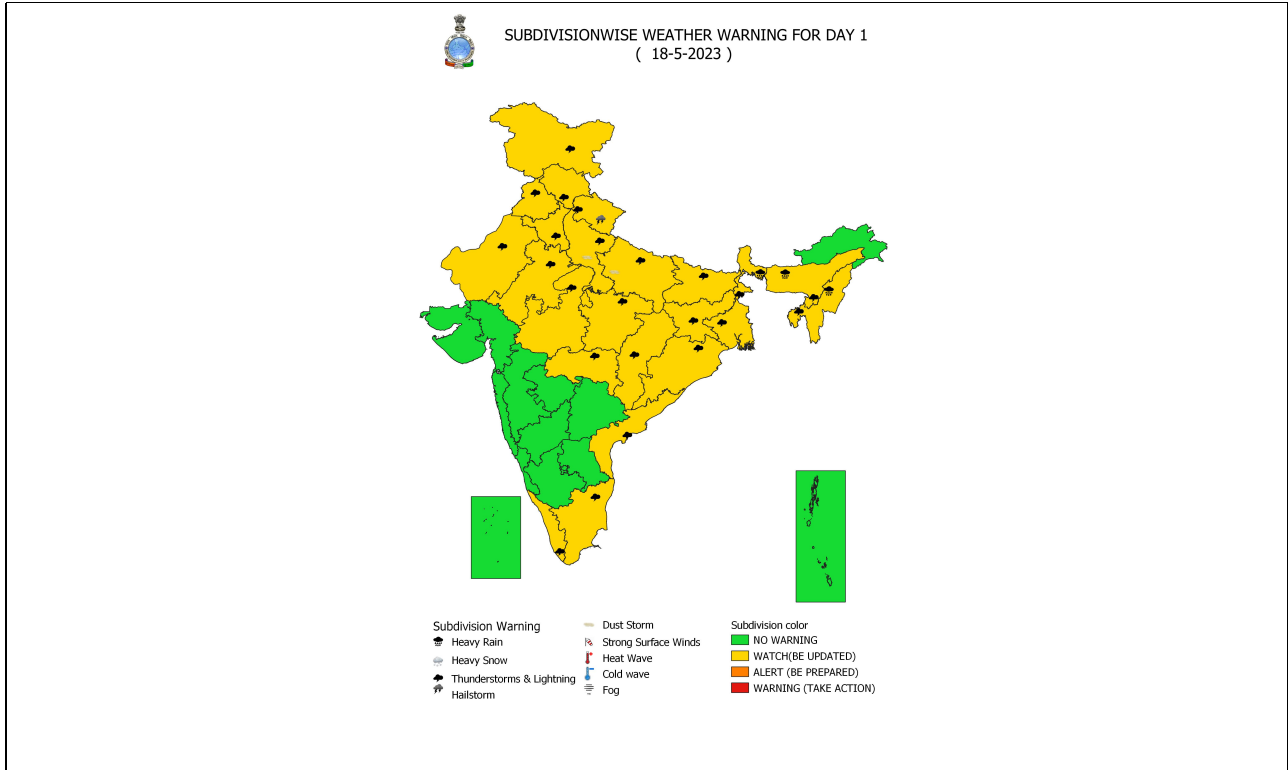 SUBDIVISIONWISE WEATHER WARNING FOR DAY 1
( 18-5-2023 )
Subdivision Warning
Heavy Rain
Heavy Snow
Thunderstorms & Lightning
Hailstorm
Dust Storm
Strong Surface Winds
Heat Wave
Cold wave
Fog
Subdivision color
NO WARNING
WATCH(BE UPDATED)
ALERT (BE PREPARED)
WARNING (TAKE ACTION)